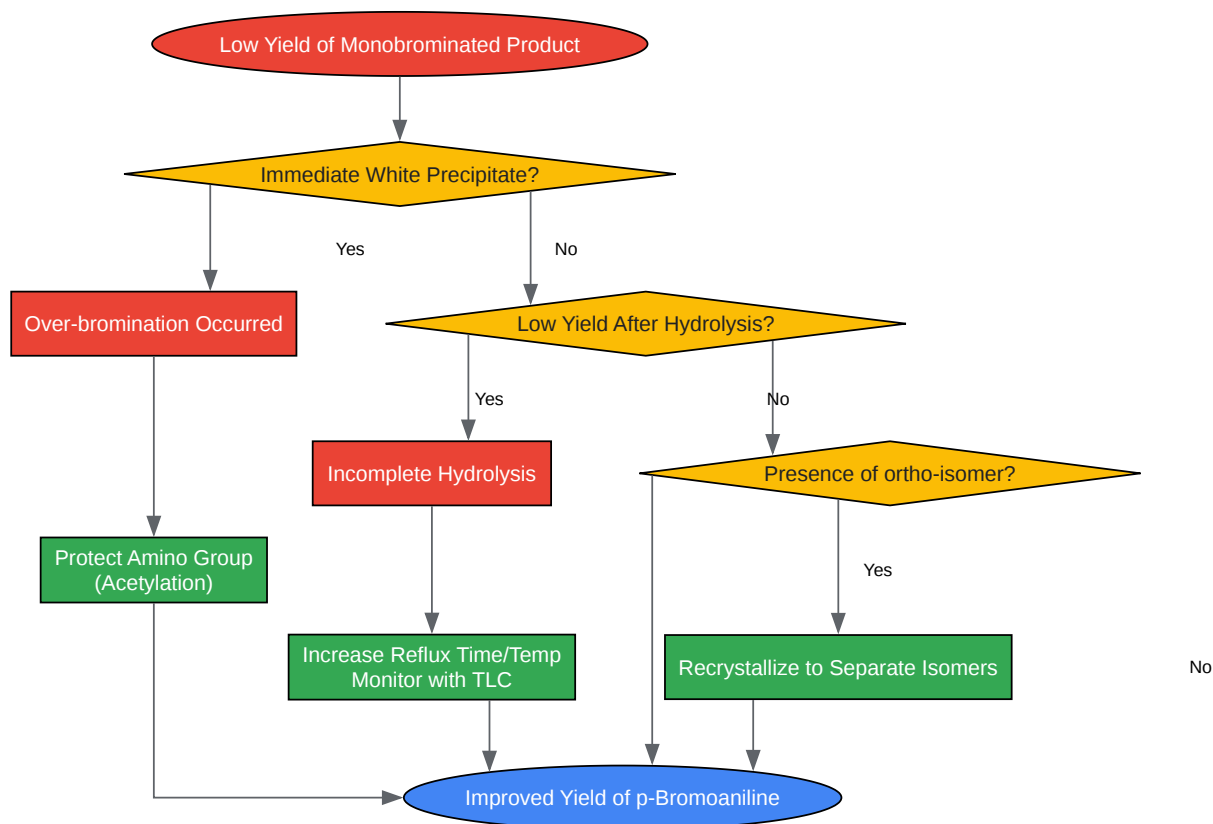 Low Yield of Monobrominated Product
Immediate White Precipitate?
Yes
No
Over-bromination Occurred
Low Yield After Hydrolysis?
Yes
No
Incomplete Hydrolysis
Presence of ortho-isomer?
Protect Amino Group
(Acetylation)
Yes
Increase Reflux Time/Temp
Monitor with TLC
Recrystallize to Separate Isomers
No
Improved Yield of p-Bromoaniline